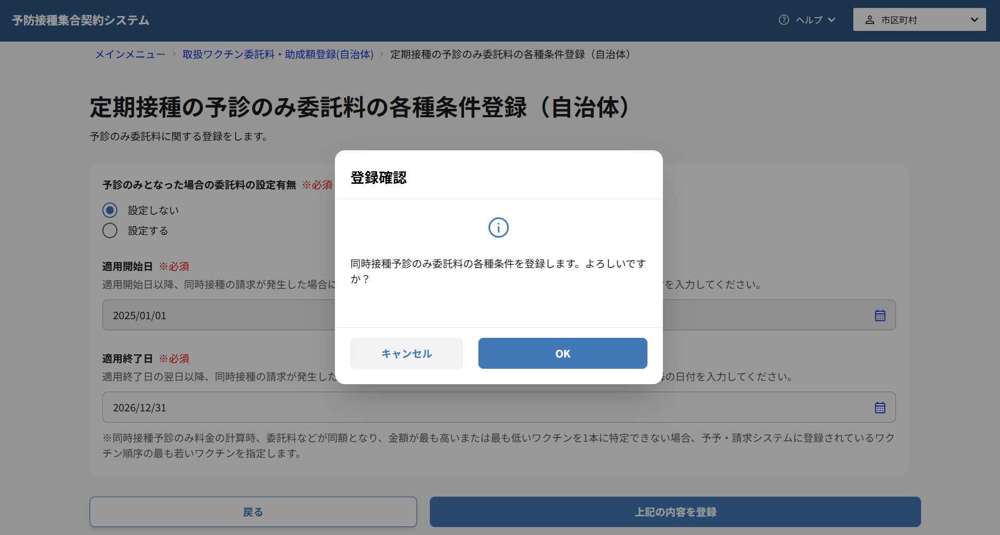 予防接種集合契約システム
ヘルプ
市区町村
メインメニュー > 取扱ワクチン委託料・助成額登録(自治体) > 定期接種の予診のみ委託料の各種条件登録（自治体）
定期接種の予診のみ委託料の各種条件登録（自治体）
予診のみ委託料に関する登録をします。
予診のみとなった場合の委託料の設定有無 ※必須
設定しない
設定する
適用開始日 ※必須
適用開始日以降、同時接種の請求が発生した場合に
を入力してください。
2025/01/01
適用終了日 ※必須
適用終了日の翌日以降、同時接種の請求が発生した
の日付を入力してください。
2026/12/31
※同時接種予診のみ料金の計算時、委託料などが同額となり、金額が最も高いまたは最も低いワクチンを1本に特定できない場合、予予・請求システムに登録されているワク
チン順序の最も若いワクチンを指定します。
戻る
上記の内容を登録
登録確認
同時接種予診のみ委託料の各種条件を登録します。よろしいです
か？
キャンセル
OK